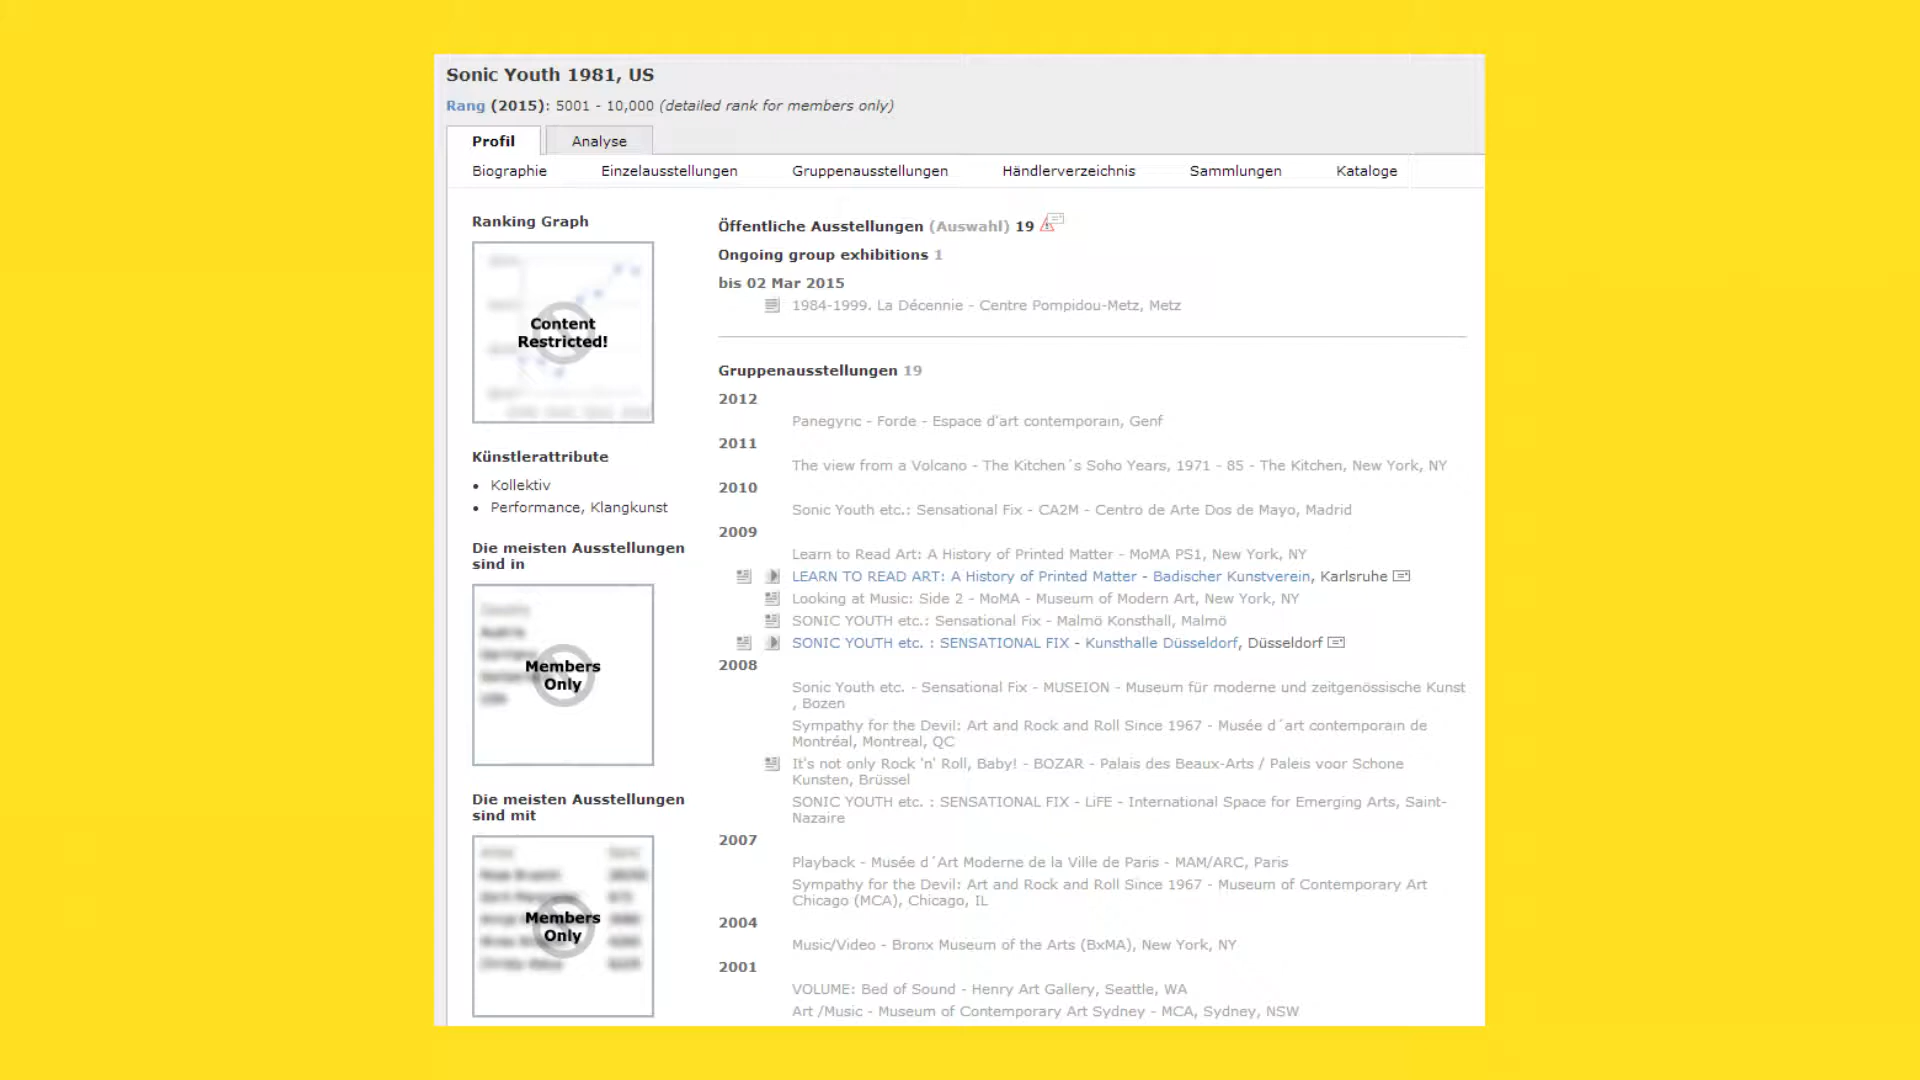 Sonic Youth 1981, US
Rang (2015): 5001 - 10,000 (detailed rank for members only)
Profil Analyse
Biographie Einzelausstellungen Gruppenausstellungen Händlerverzeichnis Sammlungen Kataloge
Ranking Graph
Content
Restricted!
Künstlerattribute
• Kollektiv
• Performance, Klangkunst
Die meisten Ausstellungen
sind in
Members
Only
Die meisten Ausstellungen
sind mit
Members
Only
Öffentliche Ausstellungen (Auswahl) 19
Ongoing group exhibitions 1
bis 02 Mar 2015
1984-1999. La Décennie - Centre Pompidou-Metz, Metz
Gruppenausstellungen 19
2012
Panegyric - Forde - Espace d'art contemporain, Genf
2011
The view from a Volcano - The Kitchen´s Soho Years, 1971 - 85 - The Kitchen, New York, NY
2010
Sonic Youth etc.: Sensational Fix - CA2M - Centro de Arte Dos de Mayo, Madrid
2009
Learn to Read Art: A History of Printed Matter - MoMA PS1, New York, NY
LEARN TO READ ART: A History of Printed Matter - Badischer Kunstverein, Karlsruhe
Looking at Music: Side 2 - MoMA - Museum of Modern Art, New York, NY
SONIC YOUTH etc.: Sensational Fix - Malmö Konsthall, Malmö
SONIC YOUTH etc. : SENSATIONAL FIX - Kunsthalle Düsseldorf, Düsseldorf
2008
Sonic Youth etc. - Sensational Fix - MUSEION - Museum für moderne und zeitgenössische Kunst
, Bozen
Sympathy for the Devil: Art and Rock and Roll Since 1967 - Musée d´art contemporain de
Montréal, Montreal, QC
It's not only Rock 'n' Roll, Baby! - BOZAR - Palais des Beaux-Arts / Paleis voor Schone
Kunsten, Brüssel
SONIC YOUTH etc. : SENSATIONAL FIX - LiFE - International Space for Emerging Arts, Saint-
Nazaire
2007
Playback - Musée d´Art Moderne de la Ville de Paris - MAM/ARC, Paris
Sympathy for the Devil: Art and Rock and Roll Since 1967 - Museum of Contemporary Art
Chicago (MCA), Chicago, IL
2004
Music/Video - Bronx Museum of the Arts (BxMA), New York, NY
2001
VOLUME: Bed of Sound - Henry Art Gallery, Seattle, WA
Art /Music - Museum of Contemporary Art Sydney - MCA, Sydney, NSW